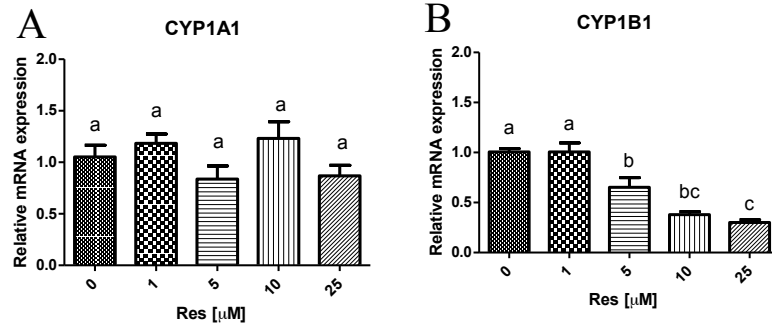 A
CYP1A1
Relative mRNA expression
2.0
1.5
1.0
0.5
0.0
a
a
a
a
a
0
1
5
10
25
Res [µM]
B
CYP1B1
Relative mRNA expression
2.0
1.5
1.0
0.5
0.0
a
a
b
bc
c
0
1
5
10
25
Res [µM]